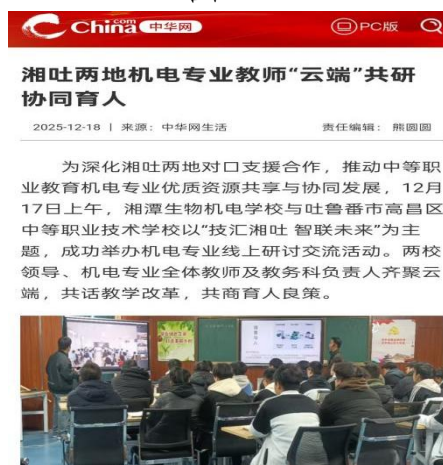 China.com 中华网
PC版
湘吐两地机电专业教师“云端”共研
协同育人
2025-12-18 | 来源：中华网生活 责任编辑：熊圆圆
为深化湘吐两地对口支援合作，推动中等职
业教育机电专业优质资源共享与协同发展，12月
17日上午，湘潭生物机电学校与吐鲁番市高昌区
中等职业技术学校以“技汇湘吐 智联未来”为主
题，成功举办机电专业线上研讨交流活动。两校
领导、机电专业全体教师及教务科负责人齐聚云
端，共话教学改革，共商育人良策。